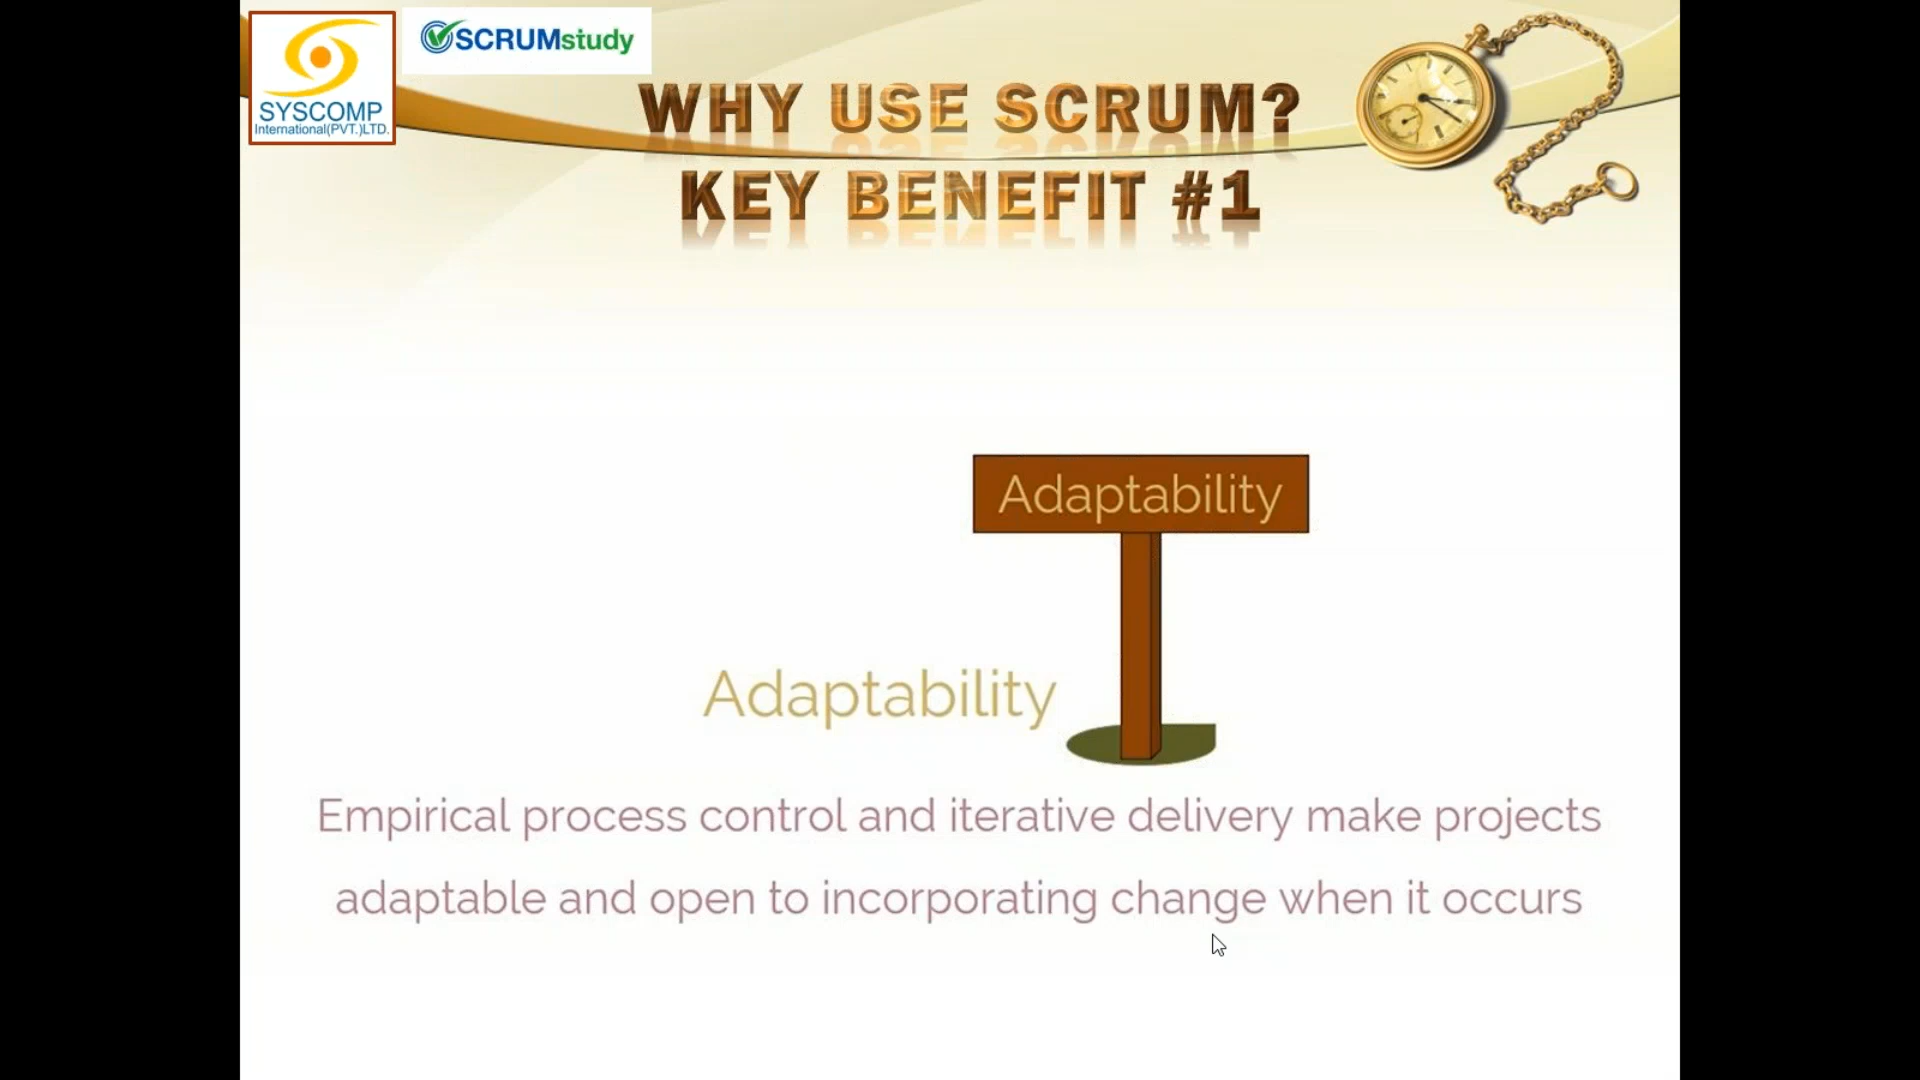 SYSCOMP
International(PVT.)LTD.
SCRUMstudy
WHY USE SCRUM?
KEY BENEFIT #1
Adaptability
Adaptability
Empirical process control and iterative delivery make projects
adaptable and open to incorporating change when it occurs